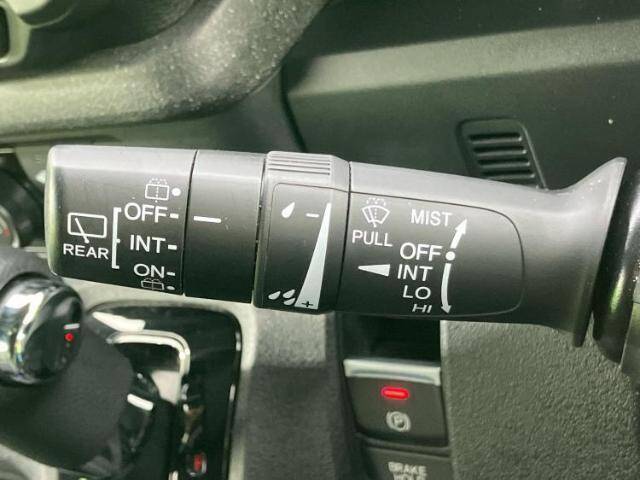 OFF
INT
ON
REAR
PULL
MIST
OFF
INT
LO
HI
P
BRAKE
HOLD